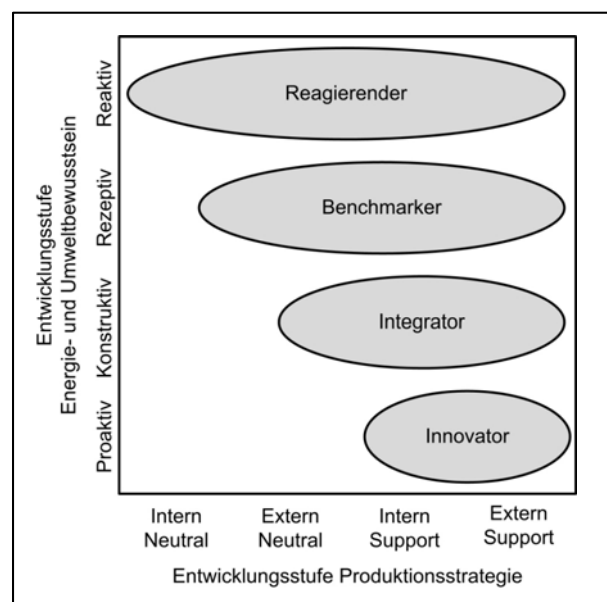 Entwicklungsstufe
Energie- und Umweltbewusstsein
Reaktiv
Rezeptiv
Konstruktiv
Proaktiv
Reagierender
Benchmarker
Integrator
Innovator
Intern
Neutral
Extern
Neutral
Intern
Support
Extern
Support
Entwicklungsstufe Produktionsstrategie